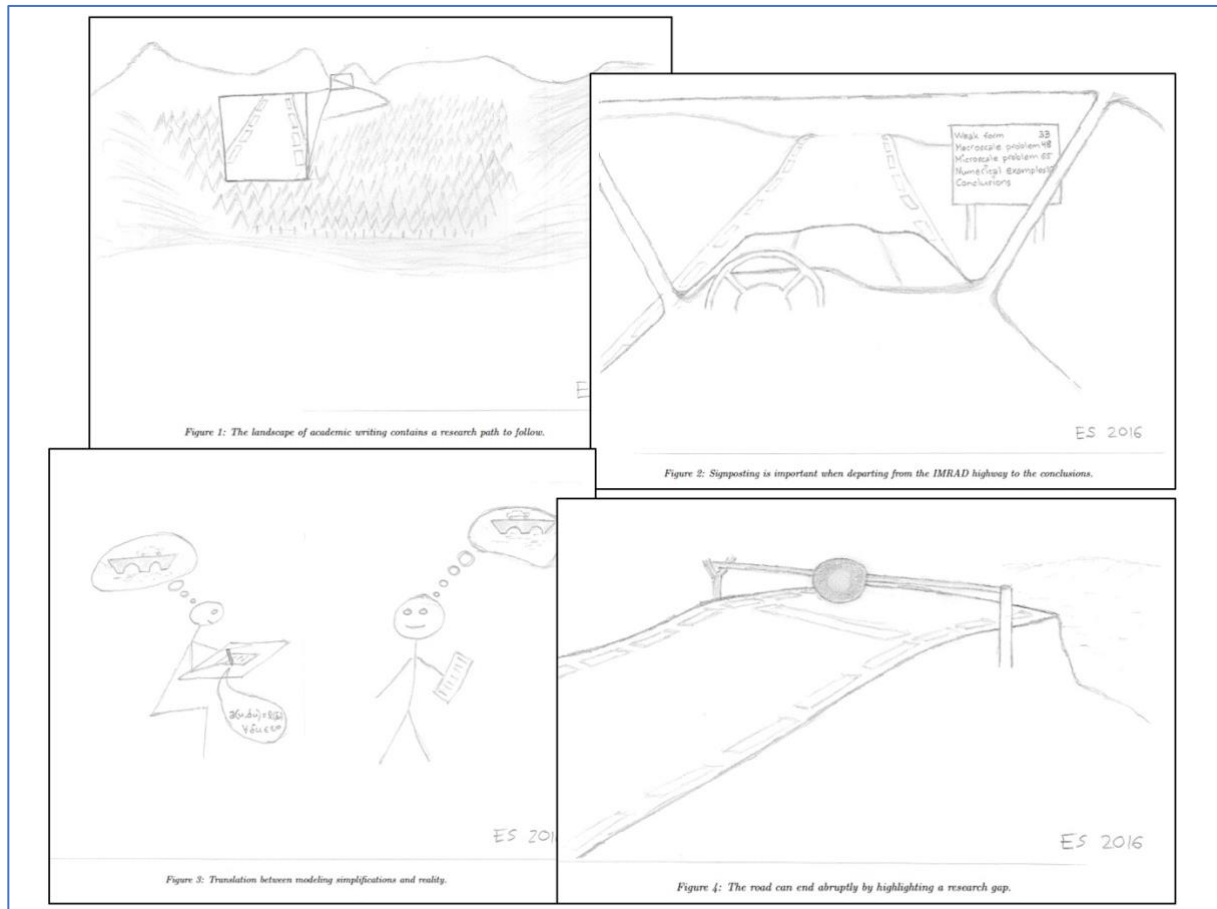 E
Figure 1: The landscape of academic writing contains a research path to follow.
Weak form 33
Macroscale problem 48
Microscale problem 65
Numerical examples
Conclusions
ES 2016
Figure 2: Signposting is important when departing from the IMRAD highway to the conclusions.
ES 201
Figure 3: Translation between modeling simplifications and reality.
ES 2016
Figure 4: The road can end abruptly by highlighting a research gap.